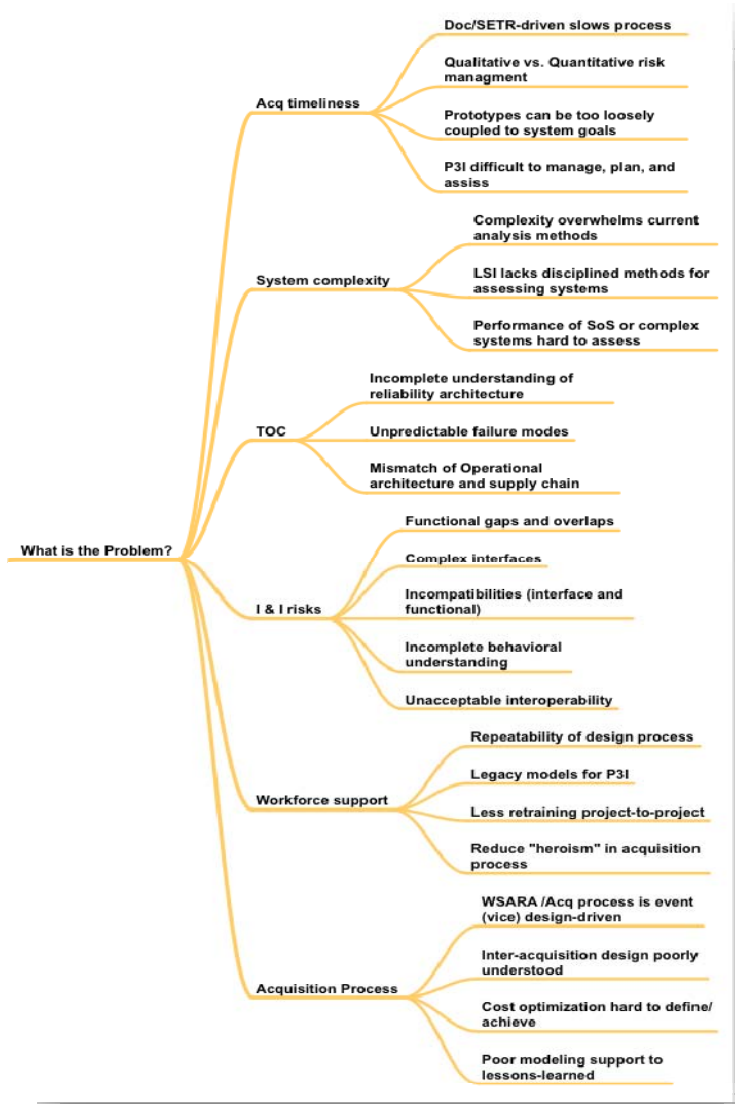 Doc/SETR-driven slows process
Qualitative vs. Quantitative risk
managment
Acq timeliness
Prototypes can be too loosely
coupled to system goals
P3I difficult to manage, plan, and
assiss
Complexity overwhelms current
analysis methods
System complexity
LSI lacks disciplined methods for
assessing systems
Performance of SoS or complex
systems hard to assess
Incomplete understanding of
reliability architecture
TOC
Unpredictable failure modes
Mismatch of Operational
architecture and supply chain
What is the Problem?
Functional gaps and overlaps
Complex interfaces
Incompatibilities (interface and
functional)
I & I risks
Incomplete behavioral
understanding
Unacceptable interoperability
Repeatability of design process
Legacy models for P3I
Workforce support
Less retraining project-to-project
Reduce "heroism" in acquisition
process
WSARA /Acq process is event
(vice) design-driven
Inter-acquisition design poorly
understood
Acquisition Process
Cost optimization hard to define/
achieve
Poor modeling support to
lessons-learned